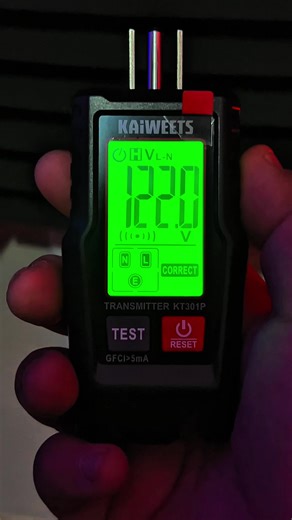 KAiWEETS
H V L-N
122.0
((•)) V
N L
CORRECT
E
TRANSMITTER KT301P
TEST
RESET
GFCI>5mA